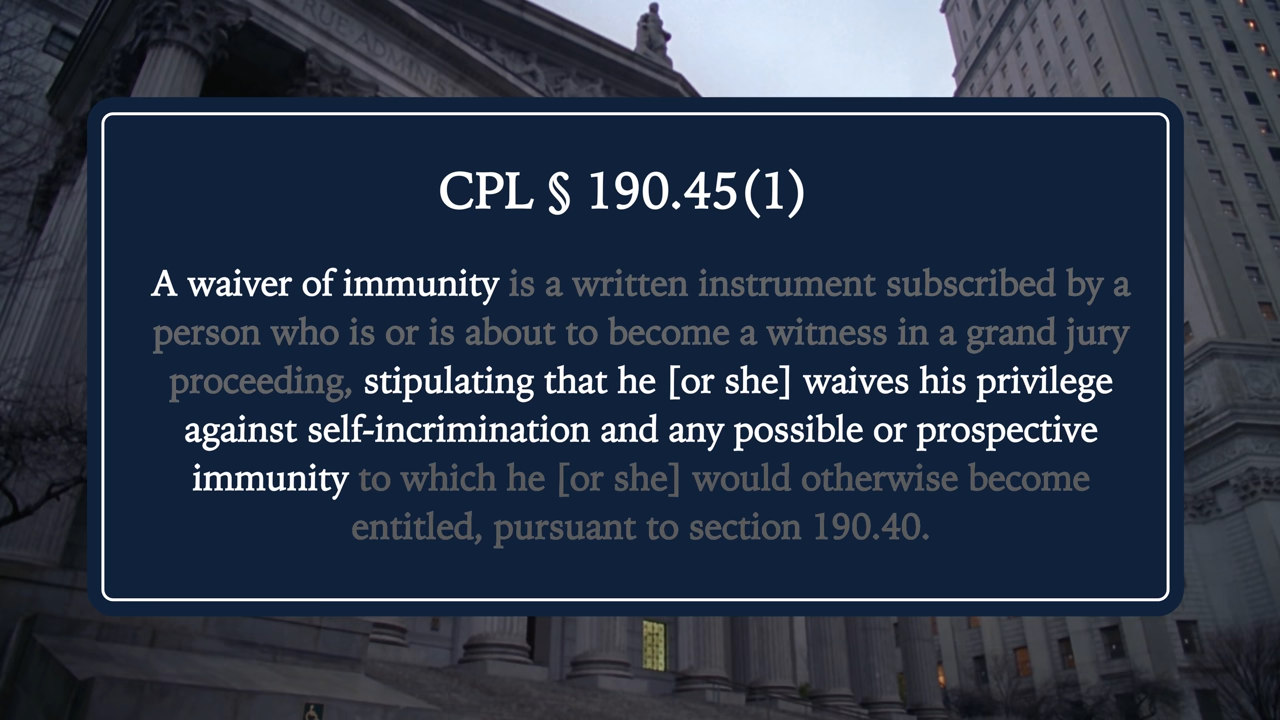 TRUE ADMINIS
CPL § 190.45(1)
A waiver of immunity is a written instrument subscribed by a
person who is or is about to become a witness in a grand jury
proceeding, stipulating that he [or she] waives his privilege
against self-incrimination and any possible or prospective
immunity to which he [or she] would otherwise become
entitled, pursuant to section 190.40.